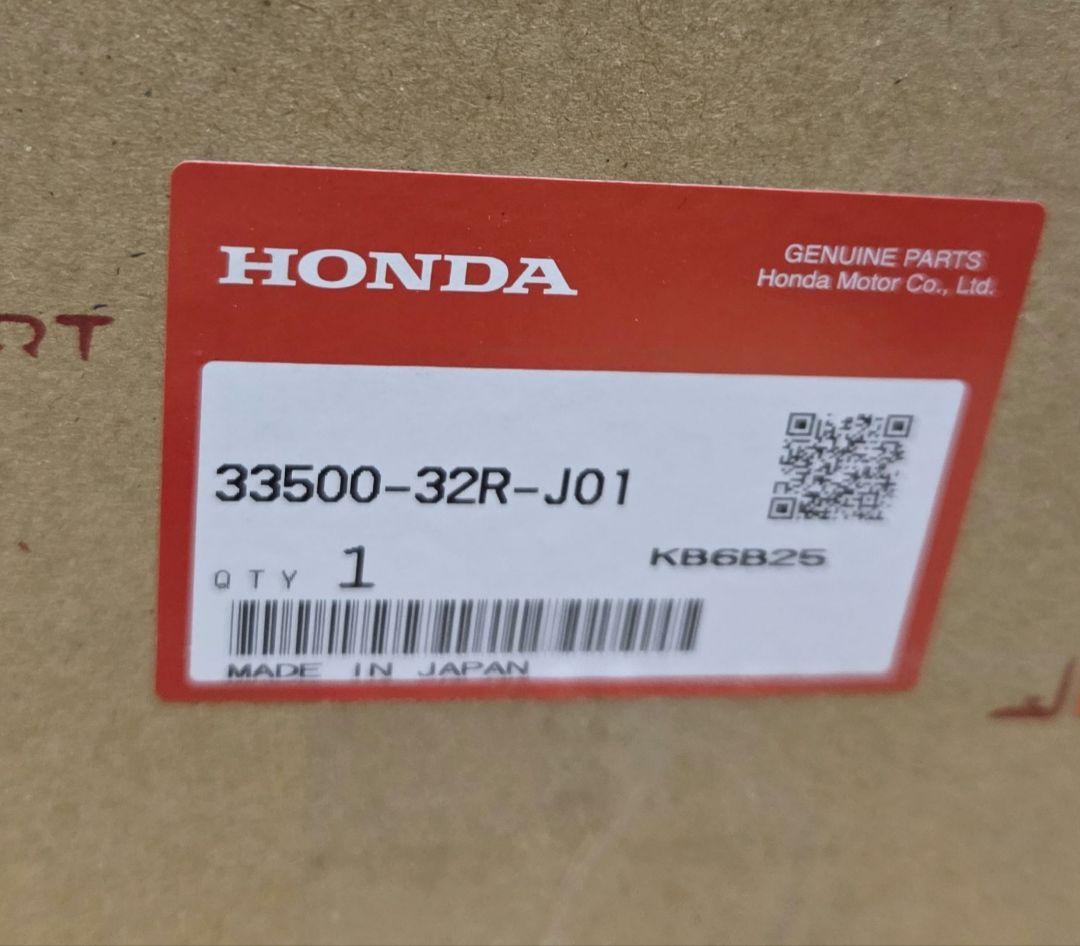 HONDA
GENUINE PARTS
Honda Motor Co., Ltd.
33500-32R-J01
QTY 1
KB6B25
MADE IN JAPAN